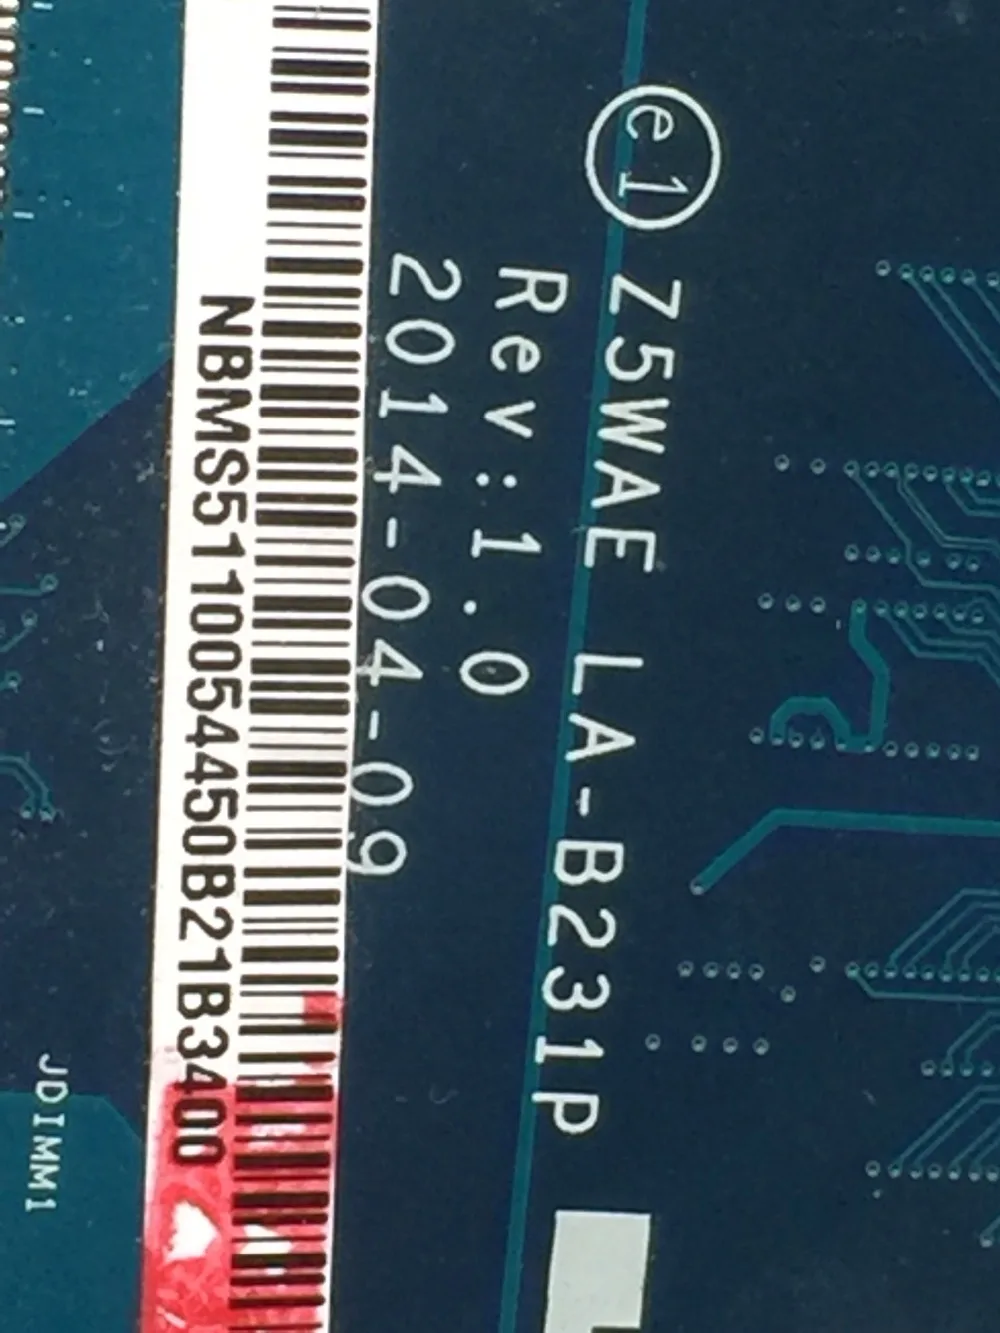 e1 Z5WAE LA-B231P
Rev:1.0
2014-04-09
NBMS5110054450B21B3400
JDIMM1